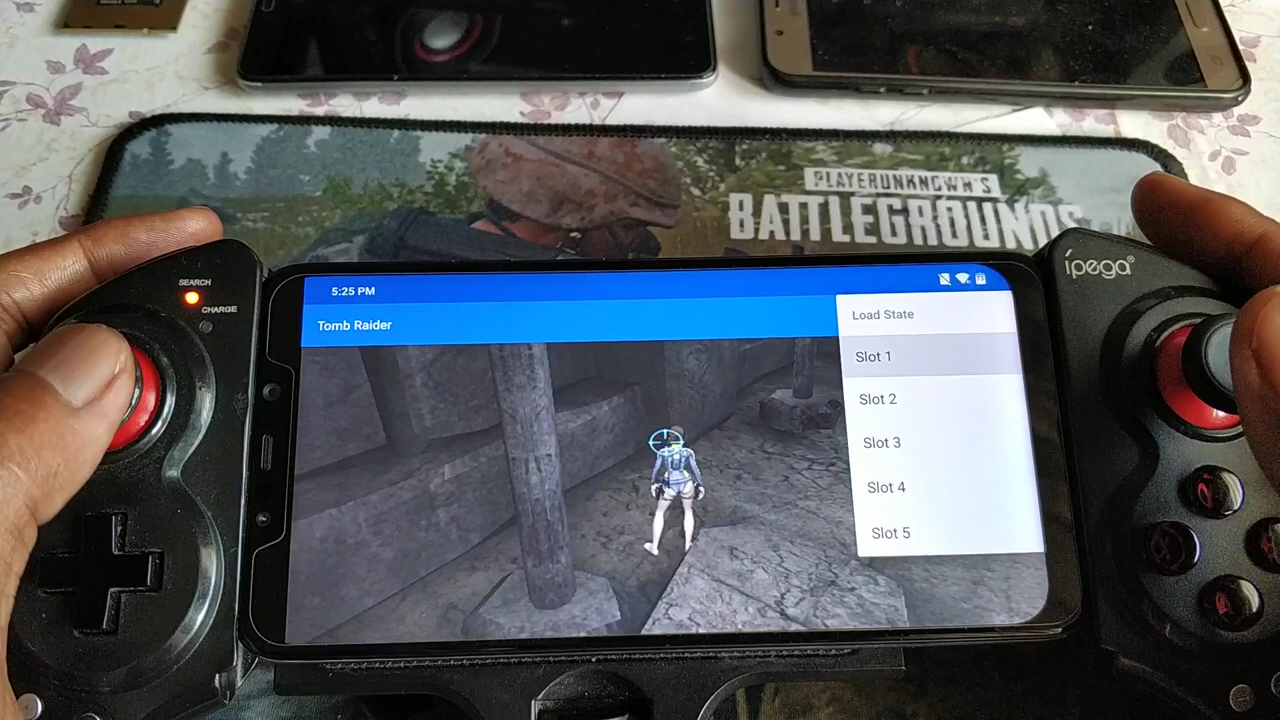 PLAYERUNKNOWN'S
BATTLEGROUNDS
ípega®
SEARCH
CHARGE
5:25 PM
Tomb Raider
Load State
Slot 1
Slot 2
Slot 3
Slot 4
Slot 5